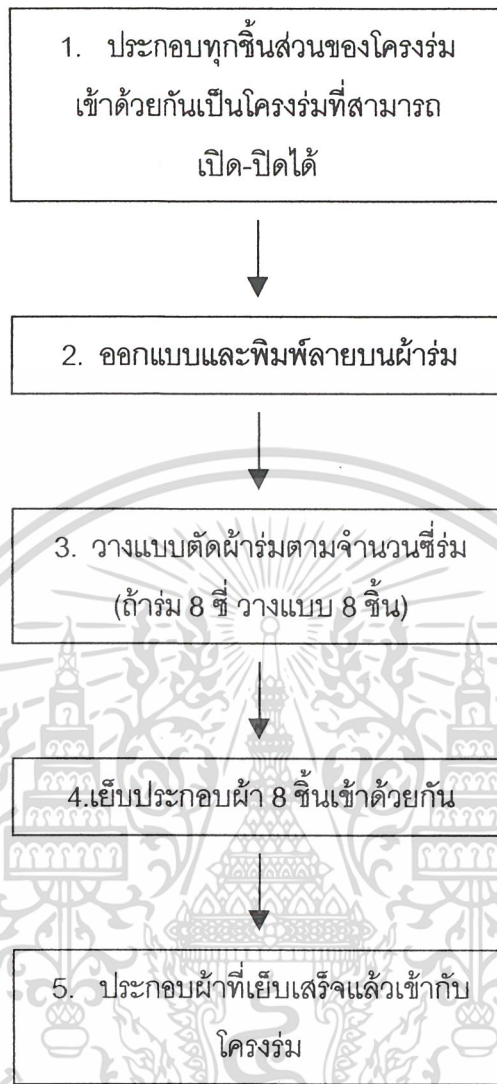 1. ประกอบทุกชิ้นส่วนของโครงร่ม
เข้าด้วยกันเป็นโครงร่มที่สามารถ
เปิด-ปิดได้
2. ออกแบบและพิมพ์ลายบนผ้าร่ม
3. วางแบบตัดผ้าร่มตามจำนวนซี่ร่ม
(ถ้าร่ม 8 ซี่ วางแบบ 8 ชิ้น)
4.เย็บประกอบผ้า 8 ชิ้นเข้าด้วยกัน
5. ประกอบผ้าที่เย็บเสร็จแล้วเข้ากับ
โครงร่ม